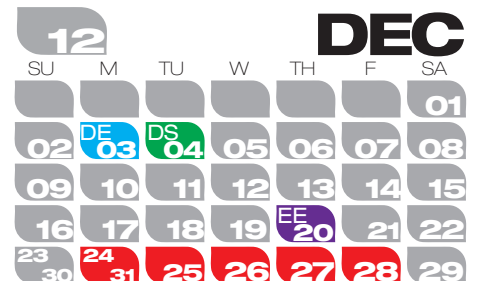 12 DEC
SU M TU W TH F SA
01
02 DE 03 DS 04 05 06 07 08
09 10 11 12 13 14 15
16 17 18 19 EE 20 21 22
23 30 24 31 25 26 27 28 29